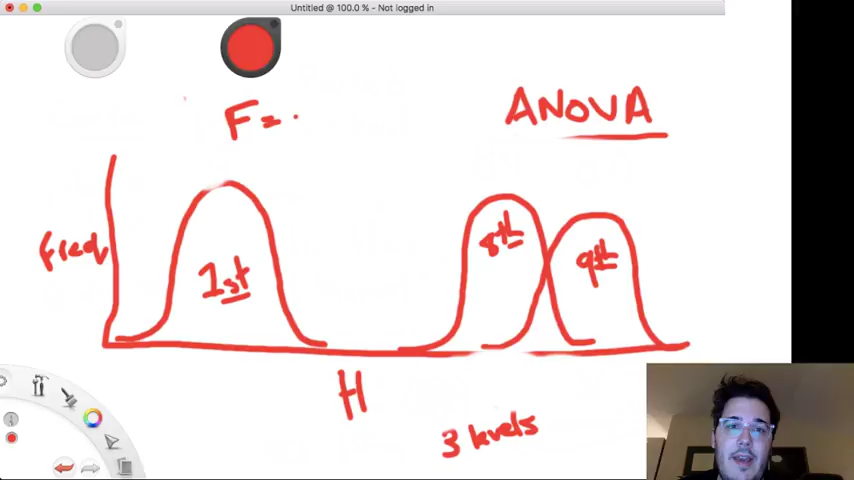 Untitled @ 100.0 % - Not logged in
F=.
ANOVA
freq
1st
8th
9th
H
3 levels